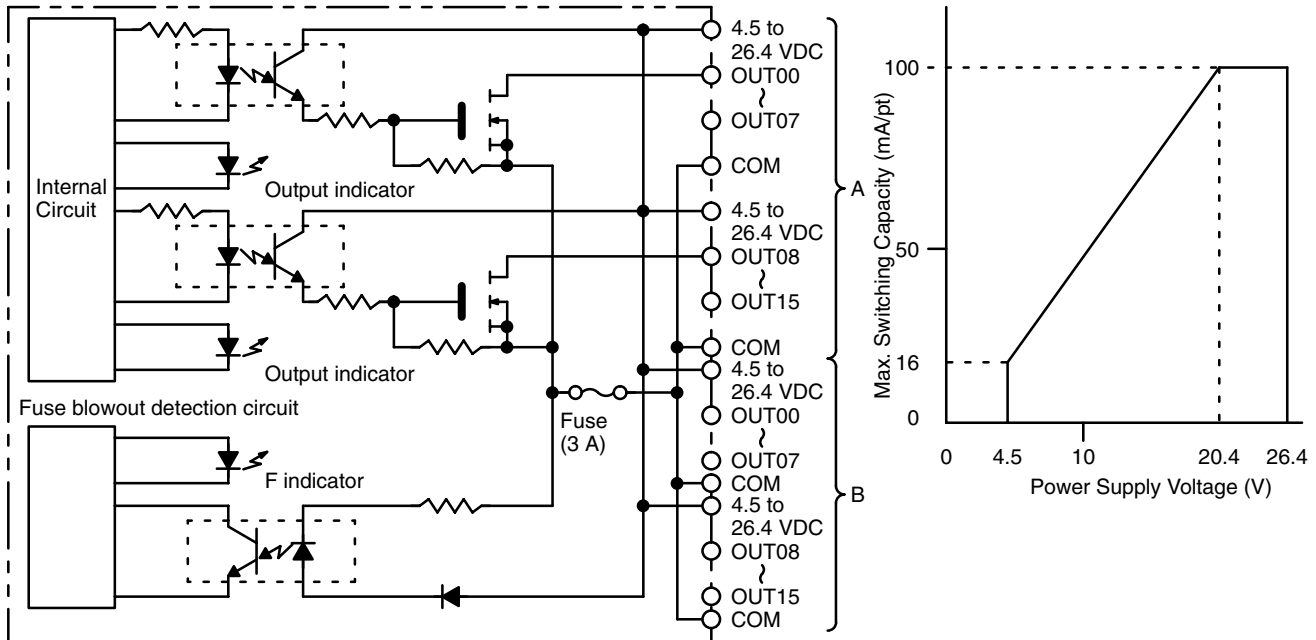 Internal
Circuit
Output indicator
Output indicator
Fuse blowout detection circuit
F indicator
Fuse
(3 A)
4.5 to
26.4 VDC
OUT00
OUT07
COM
4.5 to
26.4 VDC
OUT08
OUT15
COM
4.5 to
26.4 VDC
OUT00
OUT07
COM
4.5 to
26.4 VDC
OUT08
OUT15
COM
A
B
Max. Switching Capacity (mA/pt)
100
50
16
0
0 4.5 10 20.4 26.4
Power Supply Voltage (V)